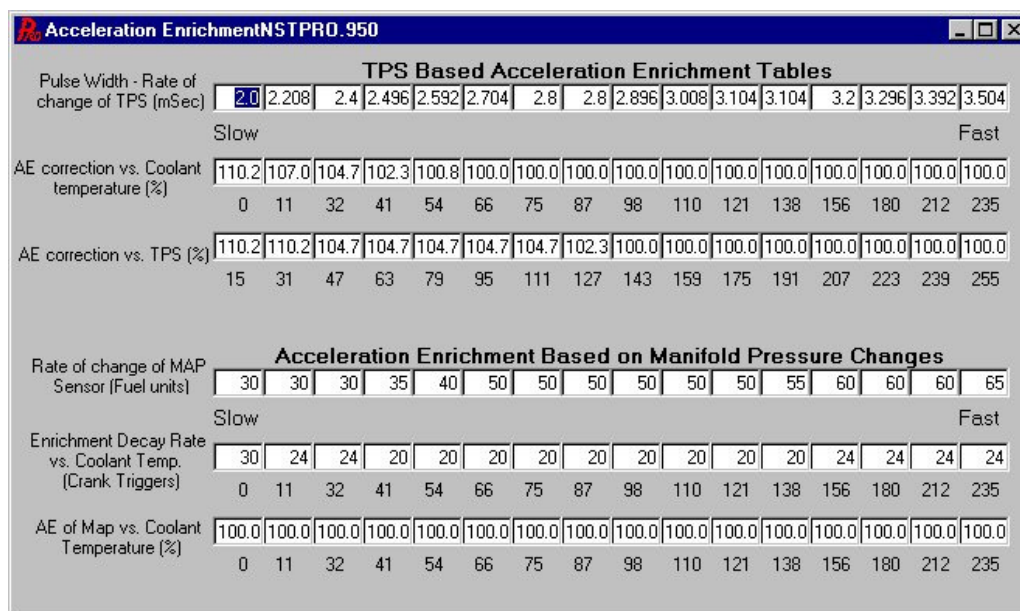 Pro Acceleration EnrichmentNSTPRO.950
TPS Based Acceleration Enrichment Tables
Pulse Width - Rate of
change of TPS (mSec)
2.0 2.208 2.4 2.496 2.592 2.704 2.8 2.8 2.896 3.008 3.104 3.104 3.2 3.296 3.392 3.504
Slow Fast
AE correction vs. Coolant
temperature (%)
110.2 107.0 104.7 102.3 100.8 100.0 100.0 100.0 100.0 100.0 100.0 100.0 100.0 100.0 100.0 100.0
0 11 32 41 54 66 75 87 98 110 121 138 156 180 212 235
AE correction vs. TPS (%)
110.2 110.2 104.7 104.7 104.7 104.7 104.7 102.3 100.0 100.0 100.0 100.0 100.0 100.0 100.0 100.0
15 31 47 63 79 95 111 127 143 159 175 191 207 223 239 255
Acceleration Enrichment Based on Manifold Pressure Changes
Rate of change of MAP
Sensor (Fuel units)
30 30 30 35 40 50 50 50 50 50 50 55 60 60 60 65
Slow Fast
Enrichment Decay Rate
vs. Coolant Temp.
(Crank Triggers)
30 24 24 20 20 20 20 20 20 20 20 20 24 24 24 24
0 11 32 41 54 66 75 87 98 110 121 138 156 180 212 235
AE of Map vs. Coolant
Temperature (%)
100.0 100.0 100.0 100.0 100.0 100.0 100.0 100.0 100.0 100.0 100.0 100.0 100.0 100.0 100.0 100.0
0 11 32 41 54 66 75 87 98 110 121 138 156 180 212 235